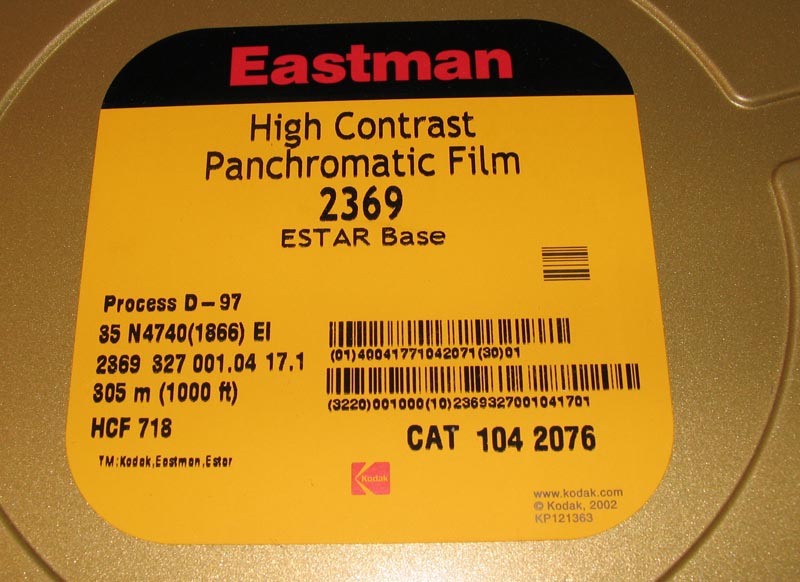 Eastman
High Contrast
Panchromatic Film
2369
ESTAR Base
Process D-97
35 N4740(1866) EI
2369 327 001.04 17.1
305 m (1000 ft)
HCF 718
TM:Kodak,Eastman,Estar
(01)40041771042071(30)01
(3220)001000(10)2369327001041701
CAT 104 2076
Kodak
www.kodak.com
© Kodak, 2002
KP121363